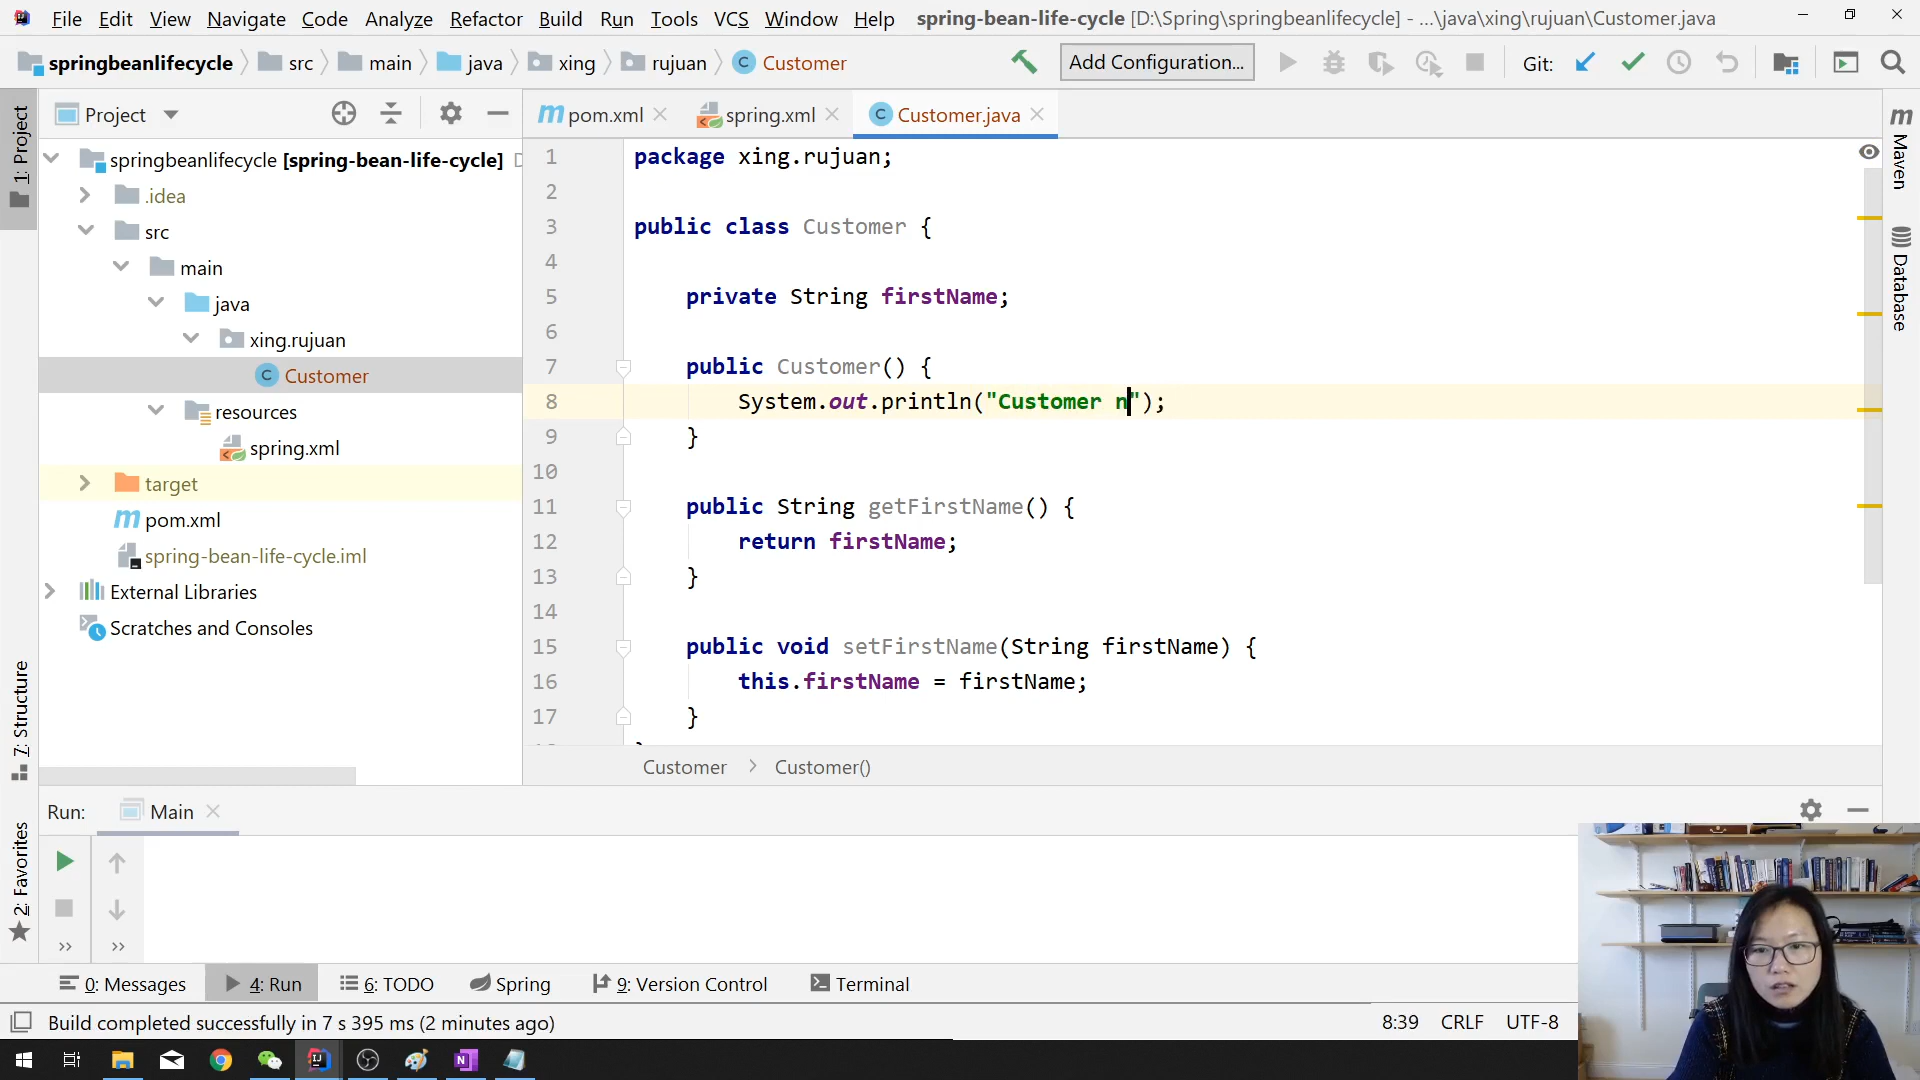 File Edit View Navigate Code Analyze Refactor Build Run Tools VCS Window Help spring-bean-life-cycle [D:\Spring\springbeanlifecycle] - ...\java\xing\rujuan\Customer.java
springbeanlifecycle src main java xing rujuan Customer Add Configuration... Git:
Project pom.xml spring.xml Customer.java
1: Project
springbeanlifecycle [spring-bean-life-cycle]
.idea
src
main
java
xing.rujuan
Customer
resources
spring.xml
target
pom.xml
spring-bean-life-cycle.iml
External Libraries
Scratches and Consoles
7: Structure
2: Favorites
1 package xing.rujuan;
2
3 public class Customer {
4
5 private String firstName;
6
7 public Customer() {
8 System.out.println("Customer n");
9 }
10
11 public String getFirstName() {
12 return firstName;
13 }
14
15 public void setFirstName(String firstName) {
16 this.firstName = firstName;
17 }
Customer Customer()
Maven
Database
Run: Main
0: Messages 4: Run 6: TODO Spring 9: Version Control Terminal
Build completed successfully in 7 s 395 ms (2 minutes ago) 8:39 CRLF UTF-8